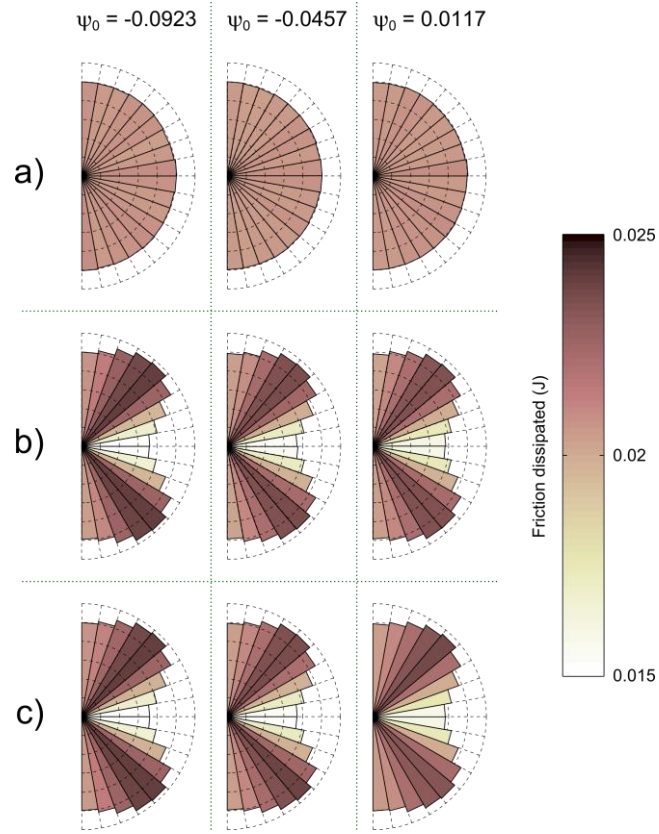 ψ₀ = -0.0923 ψ₀ = -0.0457 ψ₀ = 0.0117
a)
0.025
b)
Friction dissipated (J)
0.02
0.015
c)